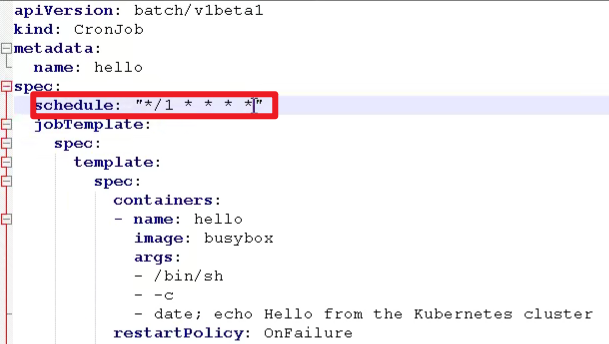 apiVersion: batch/v1beta1
kind: CronJob
metadata:
  name: hello
spec:
  schedule: "*/1 * * * *"
  jobTemplate:
    spec:
      template:
        spec:
          containers:
          - name: hello
            image: busybox
            args:
            - /bin/sh
            - -c
            - date; echo Hello from the Kubernetes cluster
          restartPolicy: OnFailure